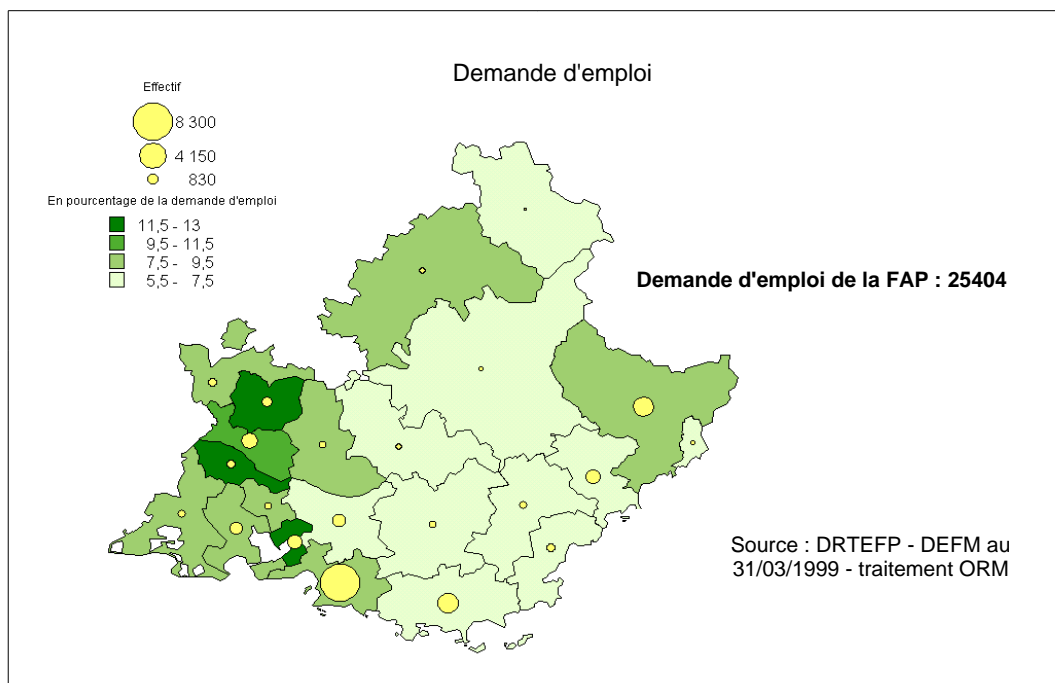 Demande d'emploi
Effectif
8 300
4 150
830
En pourcentage de la demande d'emploi
11,5 - 13
9,5 - 11,5
7,5 - 9,5
5,5 - 7,5
Demande d'emploi de la FAP : 25404
Source : DRTEFP - DEFM au
31/03/1999 - traitement ORM